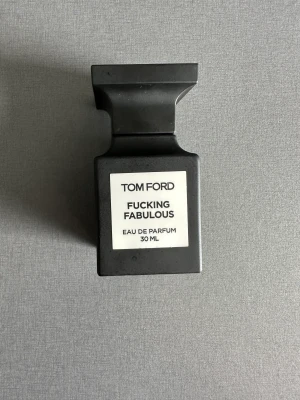 TOM FORD
FUCKING
FABULOUS
EAU DE PARFUM
30 ML